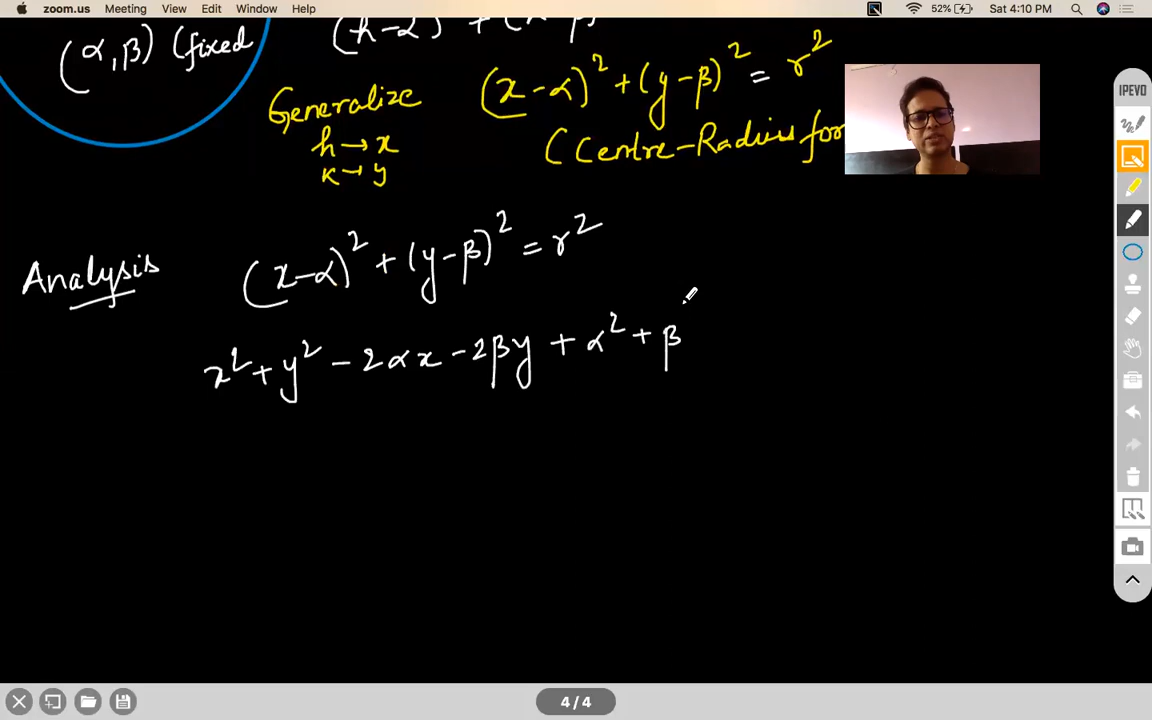 zoom.us Meeting View Edit Window Help 52% Sat 4:10 PM
(α, β) (fixed
Generalize (x-α)² + (y-β)² = r²
h → x (Centre-Radius for
k → y
IPEVO
Analysis (x-α)² + (y-β)² = r²
x² + y² - 2αx - 2βy + α² + β
4/4